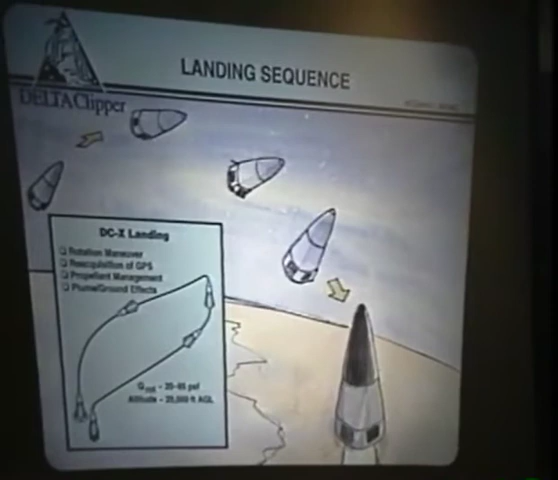 LANDING SEQUENCE
DELTA Clipper
DC-X Landing
❑ Rotation Maneuver
❑ Reacquisition of GPS
❑ Propellant Management
❑ Plume/Ground Effects
Altitude - 25,000 ft AGL